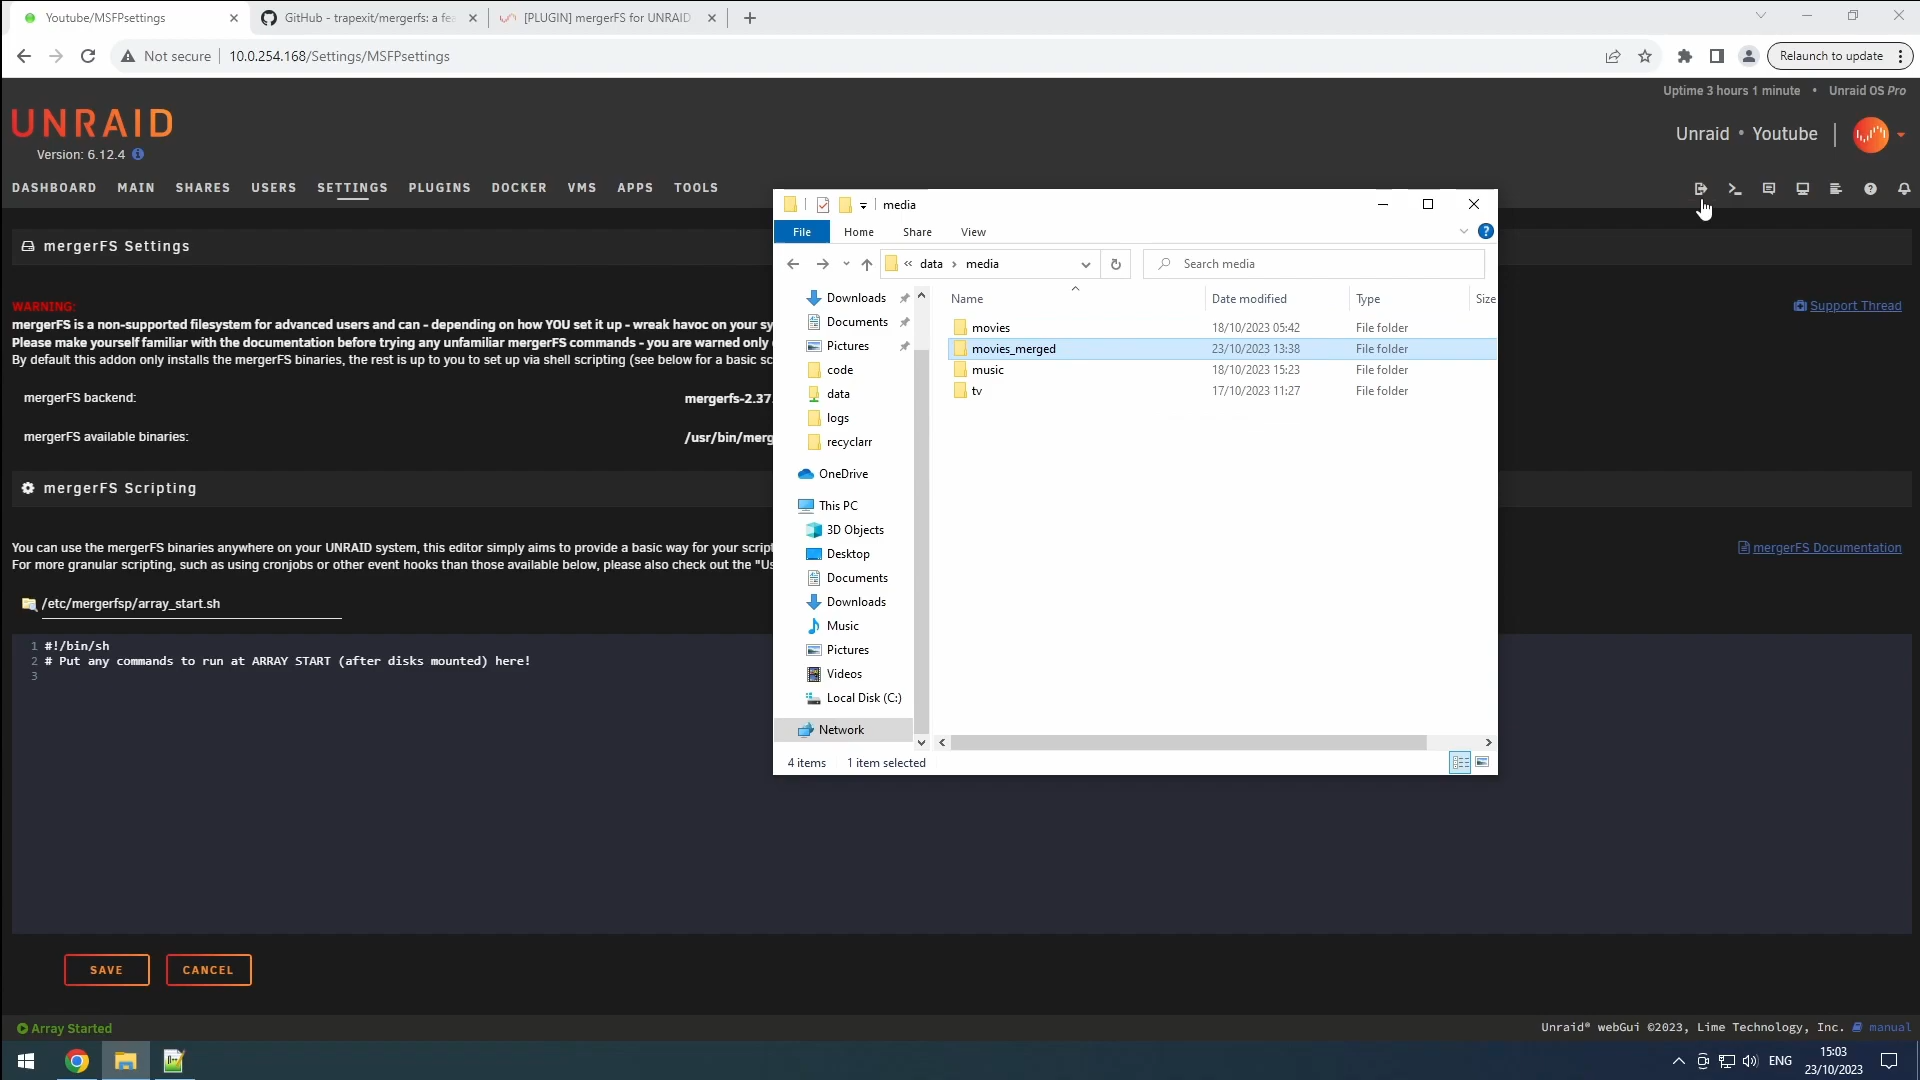 Youtube/MSFPsettings
GitHub - trapexit/mergerfs: a fea
[PLUGIN] mergerFS for UNRAID
Not secure
10.0.254.168/Settings/MSFPsettings
Relaunch to update
Uptime 3 hours 1 minute • Unraid OS Pro
UNRAID
Version: 6.12.4
Unraid • Youtube
DASHBOARD MAIN SHARES USERS SETTINGS PLUGINS DOCKER VMS APPS TOOLS
mergerFS Settings
WARNING:
mergerFS is a non-supported filesystem for advanced users and can - depending on how YOU set it up - wreak havoc on your sy
Please make yourself familiar with the documentation before trying any unfamiliar mergerFS commands - you are warned only
By default this addon only installs the mergerFS binaries, the rest is up to you to set up via shell scripting (see below for a basic sc
Support Thread
mergerFS backend:
mergerfs-2.37.
mergerFS available binaries:
/usr/bin/merg
mergerFS Scripting
You can use the mergerFS binaries anywhere on your UNRAID system, this editor simply aims to provide a basic way for your script
For more granular scripting, such as using cronjobs or other event hooks than those available below, please also check out the "Us
mergerFS Documentation
/etc/mergerfsp/array_start.sh
1 #!/bin/sh
2 # Put any commands to run at ARRAY START (after disks mounted) here!
3
SAVE
CANCEL
media
File
Home
Share
View
data
media
Search media
Downloads
Documents
Pictures
code
data
logs
recyclarr
OneDrive
This PC
3D Objects
Desktop
Documents
Downloads
Music
Pictures
Videos
Local Disk (C:)
Network
Name Date modified Type Size
movies 18/10/2023 05:42 File folder
movies_merged 23/10/2023 13:38 File folder
music 18/10/2023 15:23 File folder
tv 17/10/2023 11:27 File folder
4 items
1 item selected
Array Started
Unraid® webGui ©2023, Lime Technology, Inc.
manual
ENG
15:03
23/10/2023